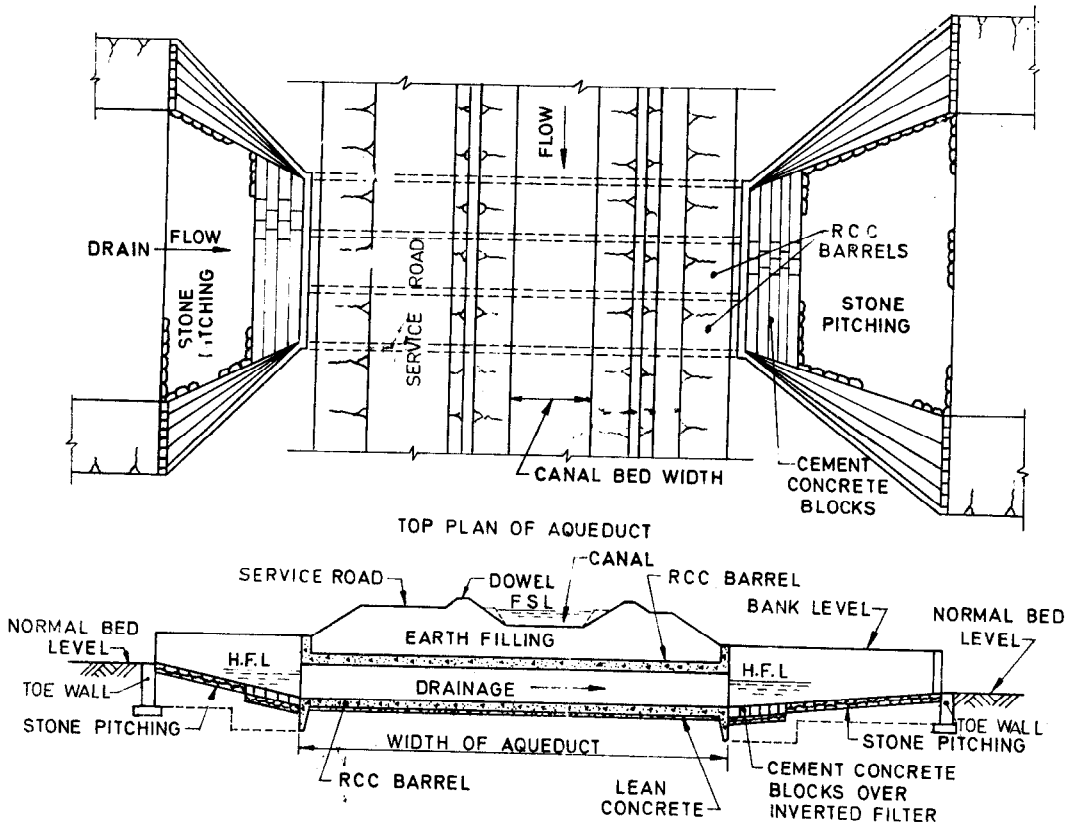 FLOW
DRAIN
FLOW
STONE
ITCHING
SERVICE ROAD
R C C
BARRELS
STONE
PITCHING
CANAL BED WIDTH
CEMENT
CONCRETE
BLOCKS
TOP PLAN OF AQUEDUCT
CANAL
SERVICE ROAD
DOWEL
F S L
RCC BARREL
BANK LEVEL
NORMAL BED
LEVEL
NORMAL BED
LEVEL
EARTH FILLING
H.F.L
H.F.L
TOE WALL
DRAINAGE
STONE PITCHING
TOE WALL
STONE PITCHING
WIDTH OF AQUEDUCT
RCC BARREL
LEAN
CONCRETE
CEMENT CONCRETE
BLOCKS OVER
INVERTED FILTER